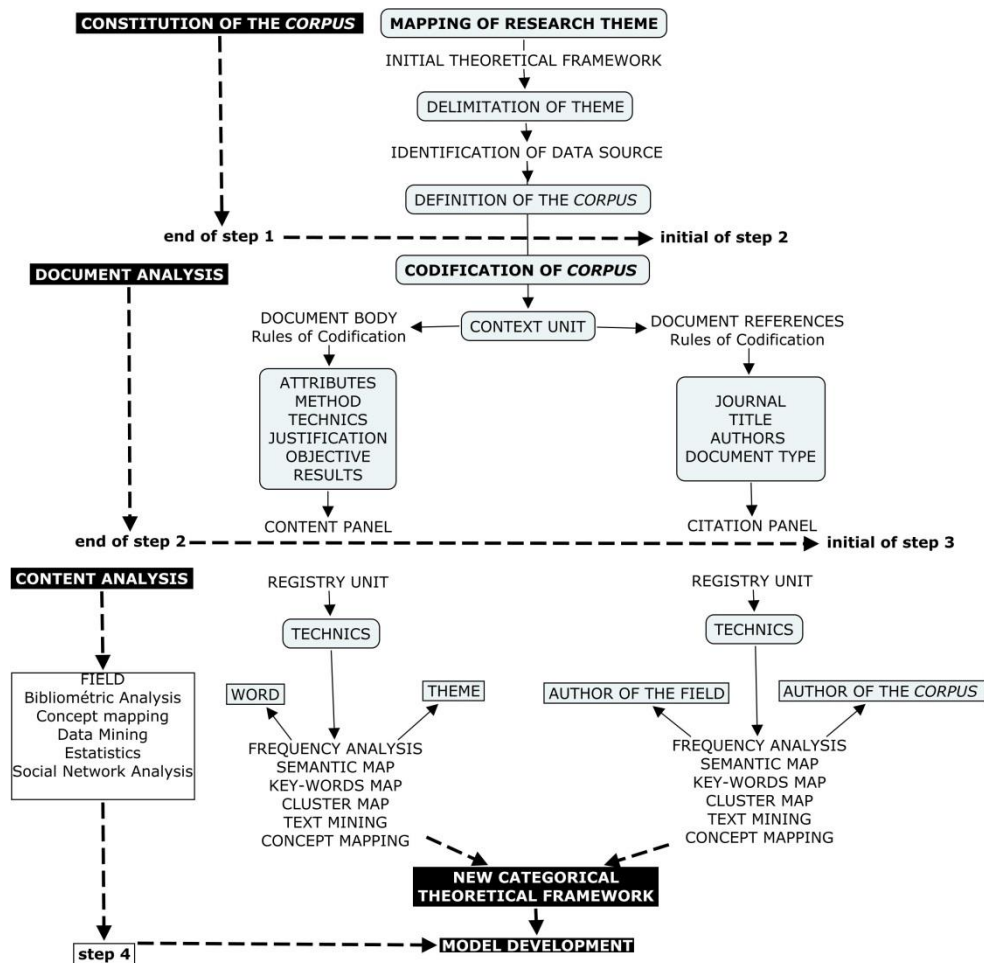 CONSTITUTION OF THE CORPUS
MAPPING OF RESEARCH THEME
INITIAL THEORETICAL FRAMEWORK
DELIMITATION OF THEME
IDENTIFICATION OF DATA SOURCE
DEFINITION OF THE CORPUS
end of step 1
initial of step 2
DOCUMENT ANALYSIS
CODIFICATION OF CORPUS
DOCUMENT BODY
Rules of Codification
CONTEXT UNIT
DOCUMENT REFERENCES
Rules of Codification
ATTRIBUTES
METHOD
TECHNICS
JUSTIFICATION
OBJECTIVE
RESULTS
JOURNAL
TITLE
AUTHORS
DOCUMENT TYPE
CONTENT PANEL
CITATION PANEL
end of step 2
initial of step 3
CONTENT ANALYSIS
REGISTRY UNIT
REGISTRY UNIT
TECHNICS
TECHNICS
FIELD
Bibliométric Analysis
Concept mapping
Data Mining
Estatistics
Social Network Analysis
WORD
THEME
AUTHOR OF THE FIELD
AUTHOR OF THE CORPUS
FREQUENCY ANALYSIS
SEMANTIC MAP
KEY-WORDS MAP
CLUSTER MAP
TEXT MINING
CONCEPT MAPPING
FREQUENCY ANALYSIS
SEMANTIC MAP
KEY-WORDS MAP
CLUSTER MAP
TEXT MINING
CONCEPT MAPPING
NEW CATEGORICAL
THEORETICAL FRAMEWORK
step 4
MODEL DEVELOPMENT